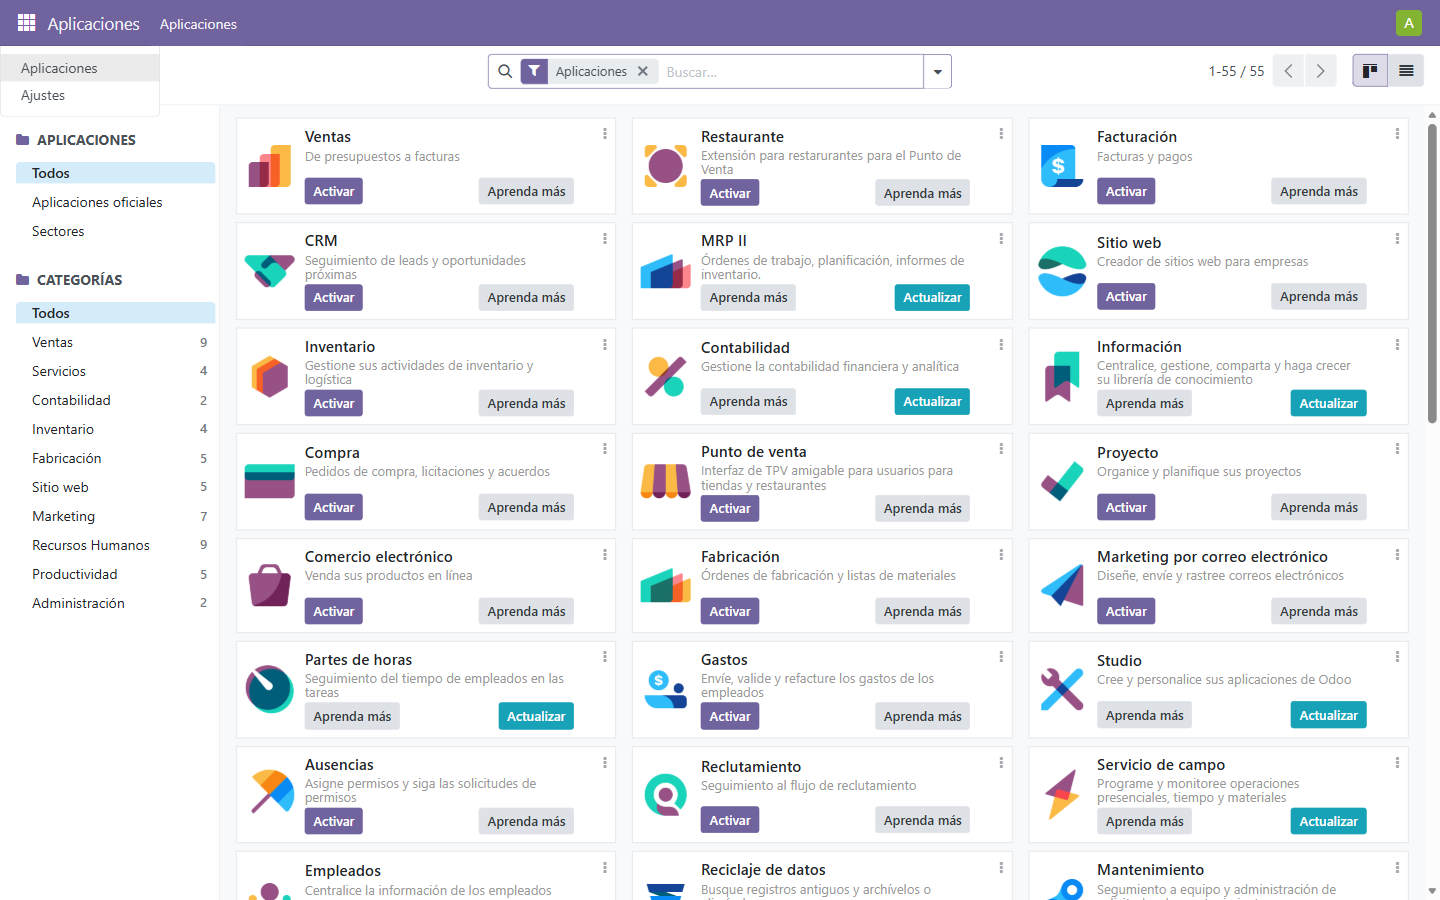 Aplicaciones
Aplicaciones
A
Aplicaciones
Ajustes
Aplicaciones
Buscar...
1-55 / 55
APLICACIONES
Todos
Aplicaciones oficiales
Sectores
CATEGORÍAS
Todos
Ventas 9
Servicios 4
Contabilidad 2
Inventario 4
Fabricación 5
Sitio web 5
Marketing 7
Recursos Humanos 9
Productividad 5
Administración 2
Ventas
De presupuestos a facturas
Activar
Aprenda más
Restaurante
Extensión para restarurantes para el Punto de
Venta
Activar
Aprenda más
Facturación
Facturas y pagos
Activar
Aprenda más
CRM
Seguimiento de leads y oportunidades
próximas
Activar
Aprenda más
MRP II
Órdenes de trabajo, planificación, informes de
inventario.
Aprenda más
Actualizar
Sitio web
Creador de sitios web para empresas
Activar
Aprenda más
Inventario
Gestione sus actividades de inventario y
logística
Activar
Aprenda más
Contabilidad
Gestione la contabilidad financiera y analítica
Aprenda más
Actualizar
Información
Centralice, gestione, comparta y haga crecer
su librería de conocimiento
Aprenda más
Actualizar
Compra
Pedidos de compra, licitaciones y acuerdos
Activar
Aprenda más
Punto de venta
Interfaz de TPV amigable para usuarios para
tiendas y restaurantes
Activar
Aprenda más
Proyecto
Organice y planifique sus proyectos
Activar
Aprenda más
Comercio electrónico
Venda sus productos en línea
Activar
Aprenda más
Fabricación
Órdenes de fabricación y listas de materiales
Activar
Aprenda más
Marketing por correo electrónico
Diseñe, envíe y rastree correos electrónicos
Activar
Aprenda más
Partes de horas
Seguimiento del tiempo de empleados en las
tareas
Aprenda más
Actualizar
Gastos
Envíe, valide y refacture los gastos de los
empleados
Activar
Aprenda más
Studio
Cree y personalice sus aplicaciones de Odoo
Aprenda más
Actualizar
Ausencias
Asigne permisos y siga las solicitudes de
permisos
Activar
Aprenda más
Reclutamiento
Seguimiento al flujo de reclutamiento
Activar
Aprenda más
Servicio de campo
Programe y monitoree operaciones
presenciales, tiempo y materiales
Aprenda más
Actualizar
Empleados
Centralice la información de los empleados
Reciclaje de datos
Busque registros antiguos y archívelos o
Mantenimiento
Segumiento a equipo y administración de